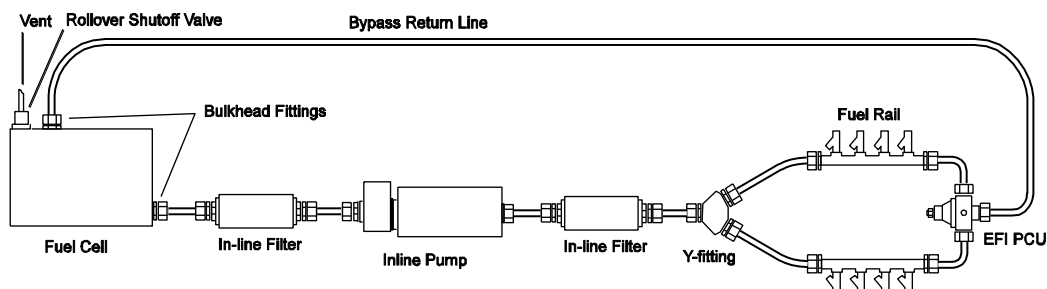 Vent
Rollover Shutoff Valve
Bypass Return Line
Bulkhead Fittings
Fuel Rail
Fuel Cell
In-line Filter
Inline Pump
In-line Filter
Y-fitting
EFI PCU